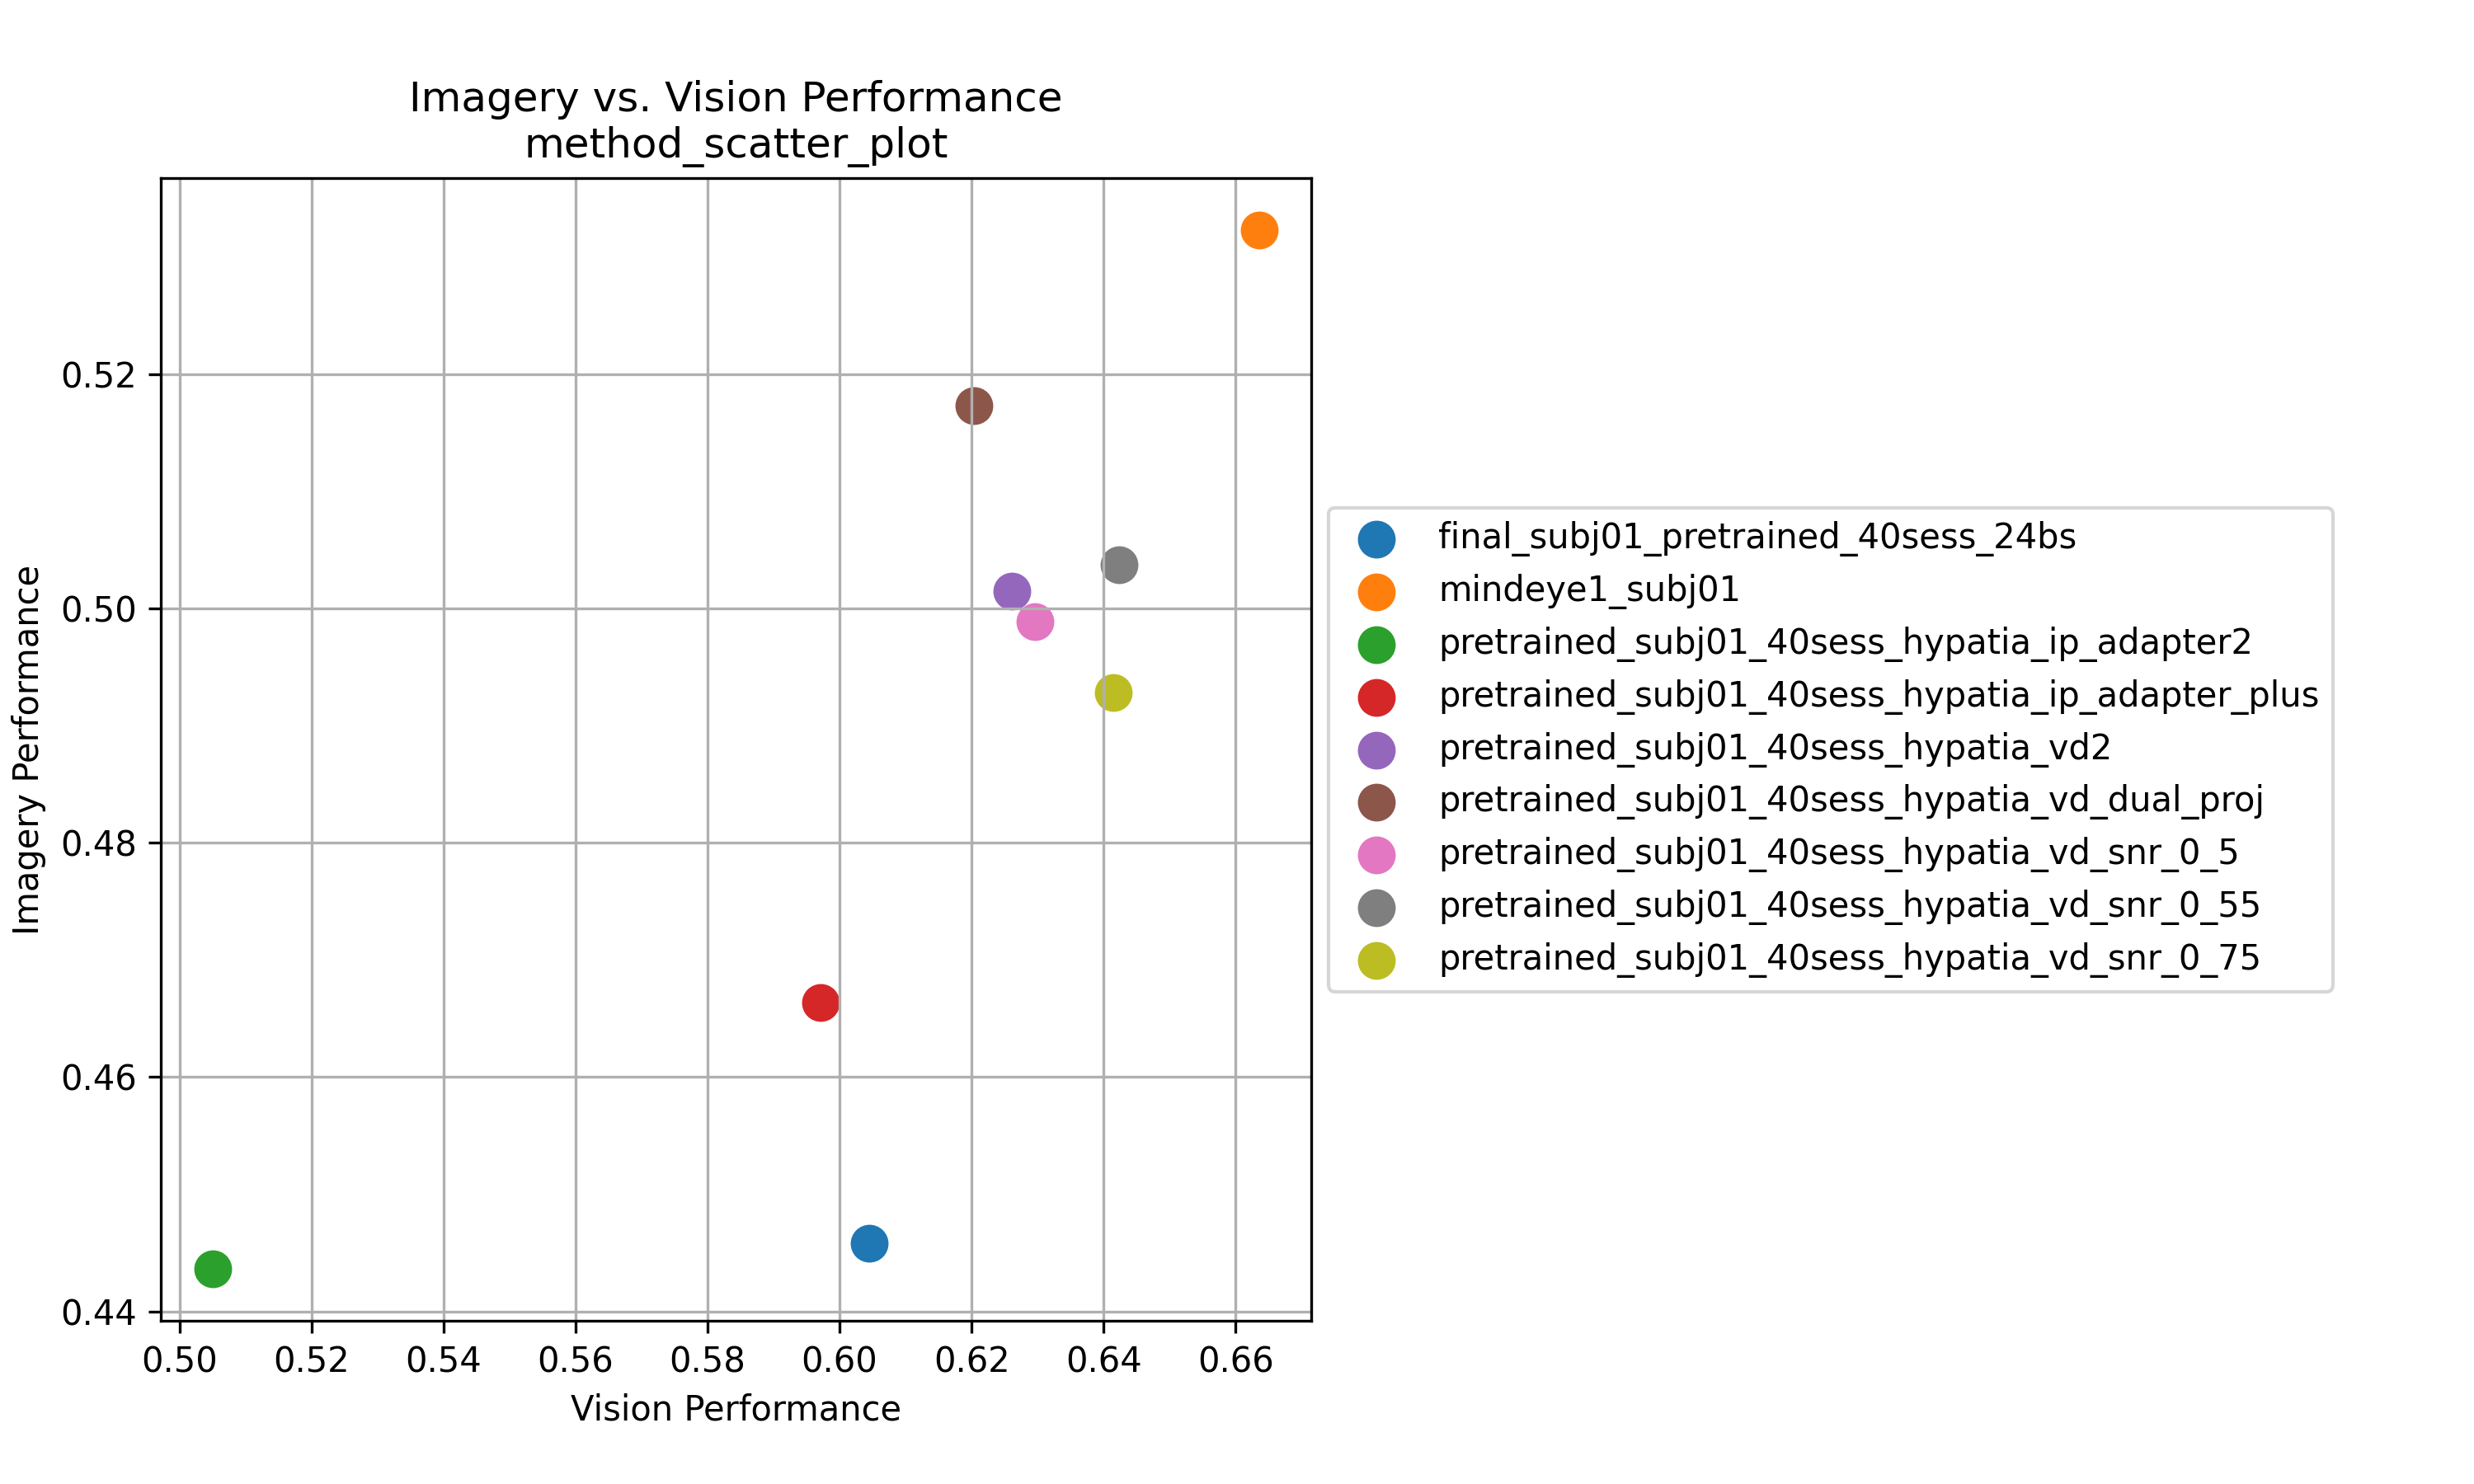 Imagery vs. Vision Performance
method_scatter_plot
Imagery Performance
0.52
0.50
0.48
0.46
0.44
0.50 0.52 0.54 0.56 0.58 0.60 0.62 0.64 0.66
Vision Performance
final_subj01_pretrained_40sess_24bs
mindeye1_subj01
pretrained_subj01_40sess_hypatia_ip_adapter2
pretrained_subj01_40sess_hypatia_ip_adapter_plus
pretrained_subj01_40sess_hypatia_vd2
pretrained_subj01_40sess_hypatia_vd_dual_proj
pretrained_subj01_40sess_hypatia_vd_snr_0_5
pretrained_subj01_40sess_hypatia_vd_snr_0_55
pretrained_subj01_40sess_hypatia_vd_snr_0_75